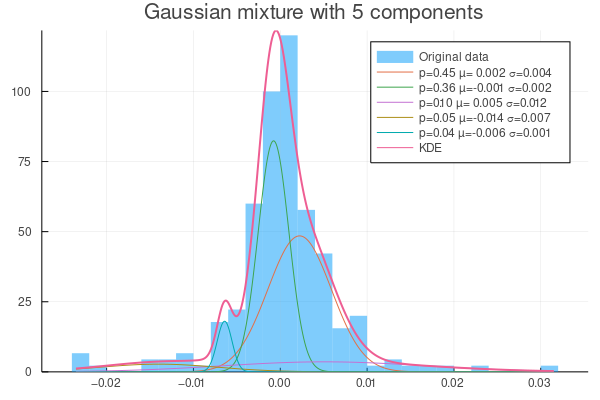 Gaussian mixture with 5 components
Original data
p=0.45 μ= 0.002 σ=0.004
p=0.36 μ=-0.001 σ=0.002
p=0.10 μ= 0.005 σ=0.012
p=0.05 μ=-0.014 σ=0.007
p=0.04 μ=-0.006 σ=0.001
KDE
100
75
50
25
0
−0.02 −0.01 0.00 0.01 0.02 0.03